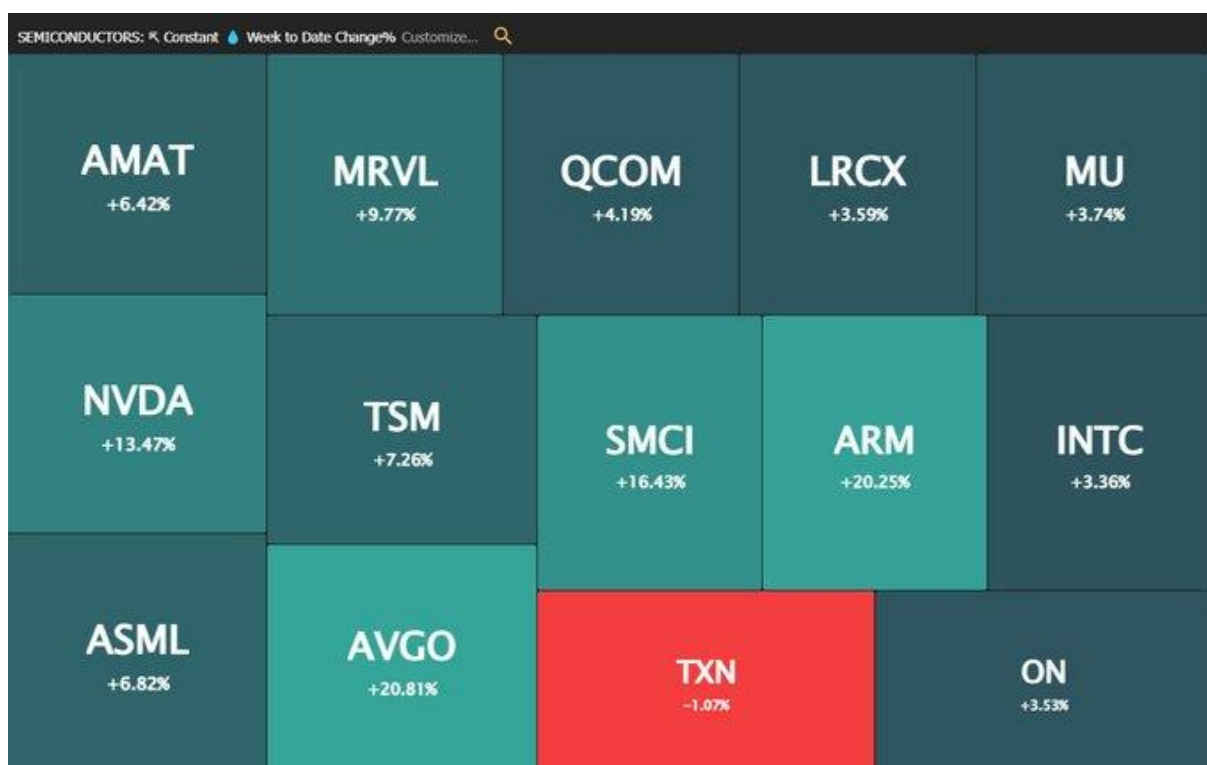 SEMICONDUCTORS: Constant Week to Date Change% Customize...
AMAT
+6.42%
MRVL
+9.77%
QCOM
+4.19%
LRCX
+3.59%
MU
+3.74%
NVDA
+13.47%
TSM
+7.26%
SMCI
+16.43%
ARM
+20.25%
INTC
+3.36%
ASML
+6.82%
AVGO
+20.81%
TXN
−1.07%
ON
+3.53%